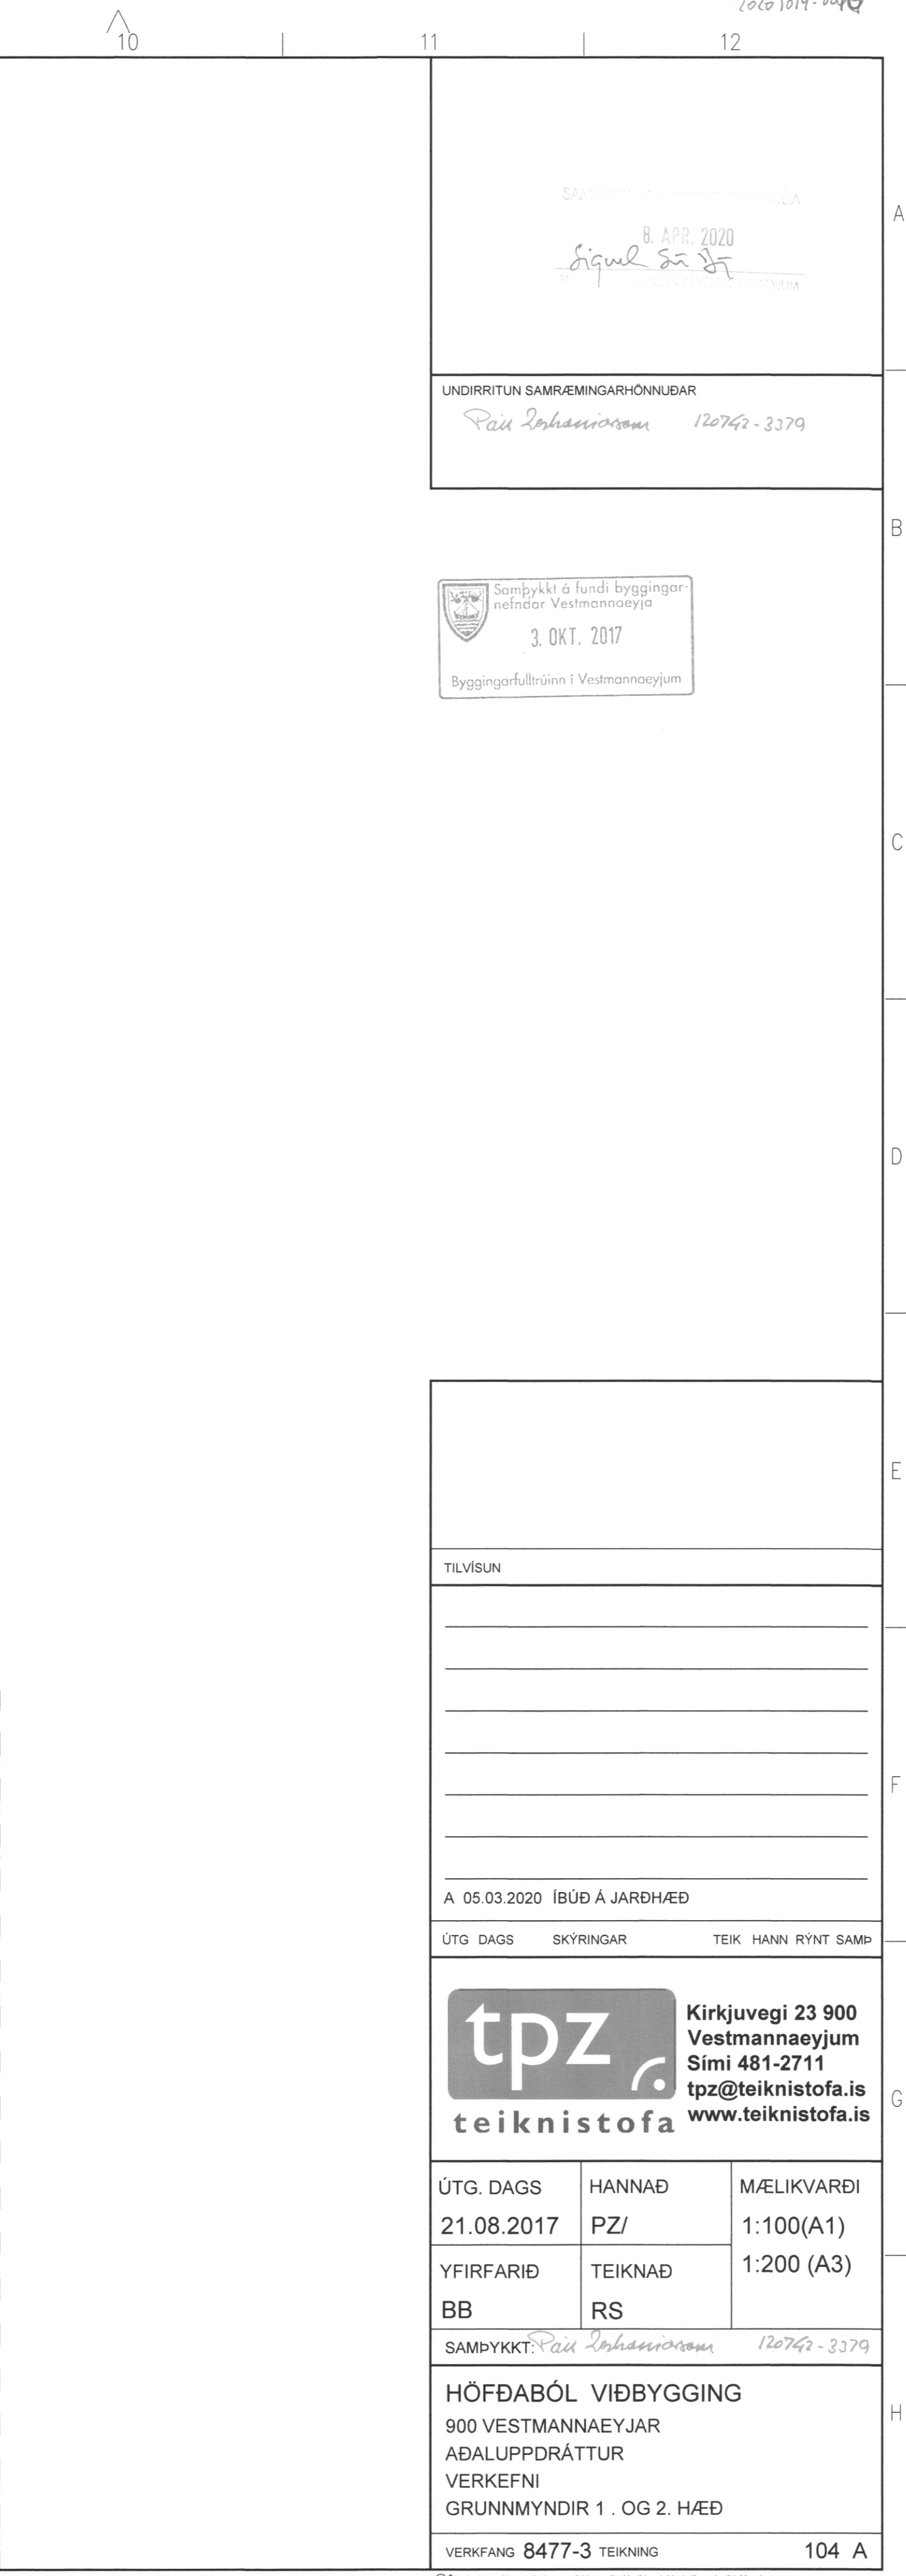 10 11 12
A
8. APR. 2020
UNDIRRITUN SAMRÆMINGARHÖNNUÐAR
Páll 120742-3379
B
Samþykkt á fundi byggingar-
nefndar Vestmannaeyja
3. OKT. 2017
Byggingarfulltrúinn í Vestmannaeyjum
C
D
E
TILVÍSUN
F
A 05.03.2020 ÍBÚÐ Á JARÐHÆÐ
ÚTG DAGS SKÝRINGAR TEIK HANN RÝNT SAMÞ
tpz
teiknistofa
Kirkjuvegi 23 900
Vestmannaeyjum
Sími 481-2711
tpz@teiknistofa.is
www.teiknistofa.is
G
ÚTG. DAGS HANNAÐ MÆLIKVARÐI
21.08.2017 PZ/ 1:100(A1)
1:200 (A3)
YFIRFARIÐ TEIKNAÐ
BB RS
SAMÞYKKT: Páll 120742-3379
HÖFÐABÓL VIÐBYGGING
900 VESTMANNAEYJAR
AÐALUPPDRÁTTUR
VERKEFNI
GRUNNMYNDIR 1 . OG 2. HÆÐ
H
VERKFANG 8477-3 TEIKNING 104 A